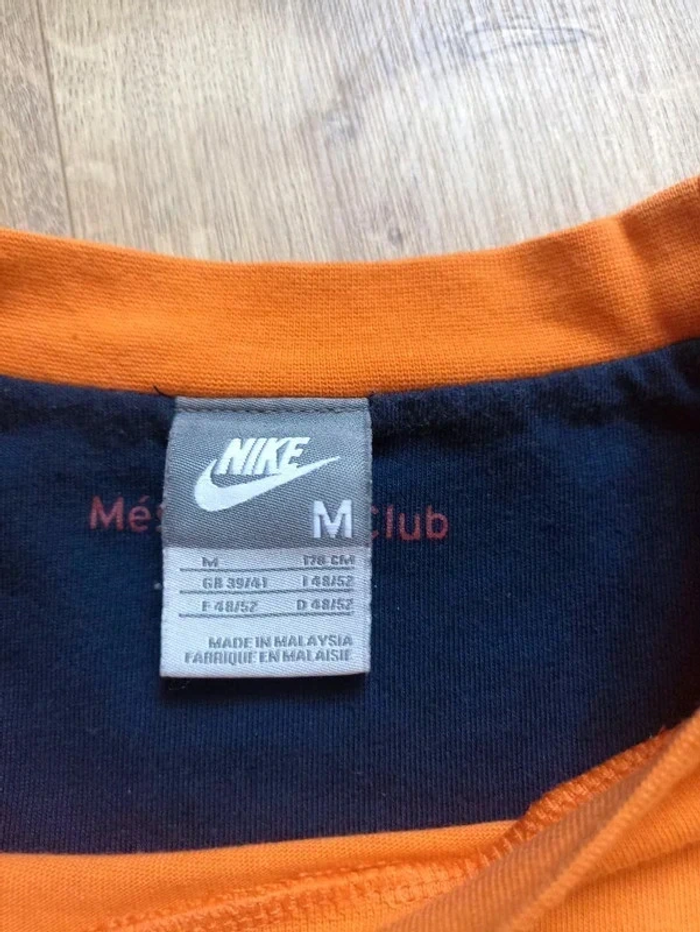 NIKE
M
Club
M 178 CM
GB 39/41 I 48/52
F 48/52 D 48/52
MADE IN MALAYSIA
FABRIQUE EN MALAISIE